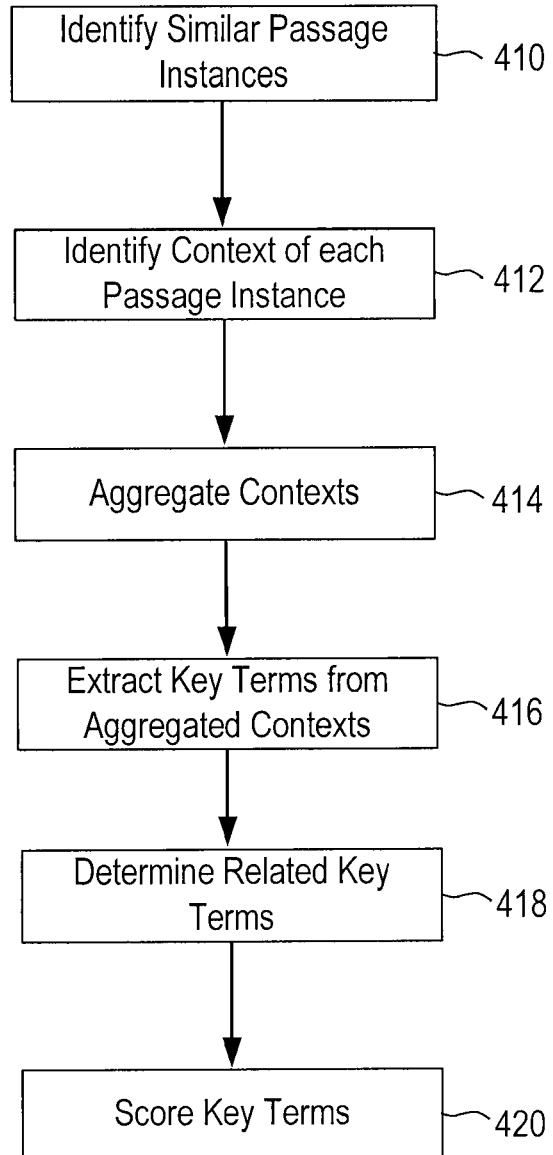 Identify Similar Passage
Instances
410
Identify Context of each
Passage Instance
412
Aggregate Contexts
414
Extract Key Terms from
Aggregated Contexts
416
Determine Related Key
Terms
418
Score Key Terms
420